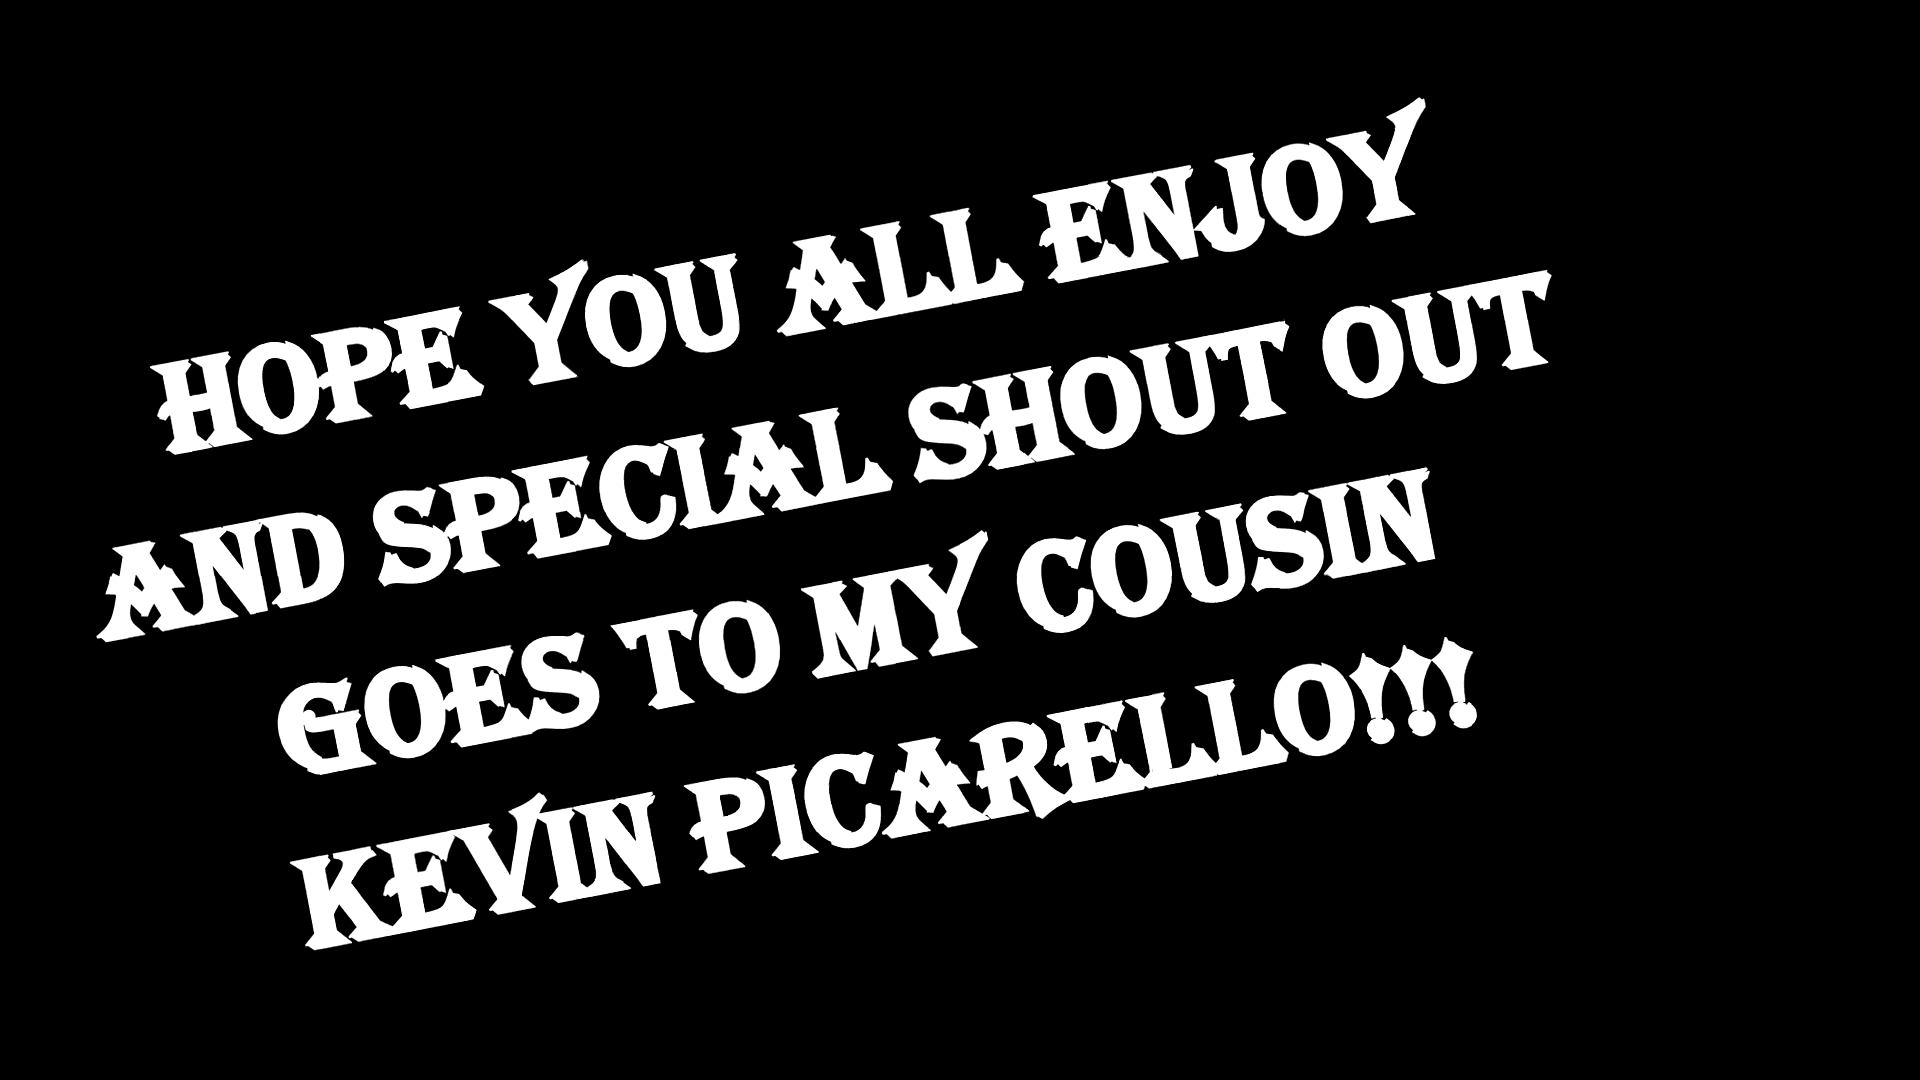 HOPE YOU ALL ENJOY
AND SPECIAL SHOUT OUT
GOES TO MY COUSIN
KEVIN PICARELLO!!!